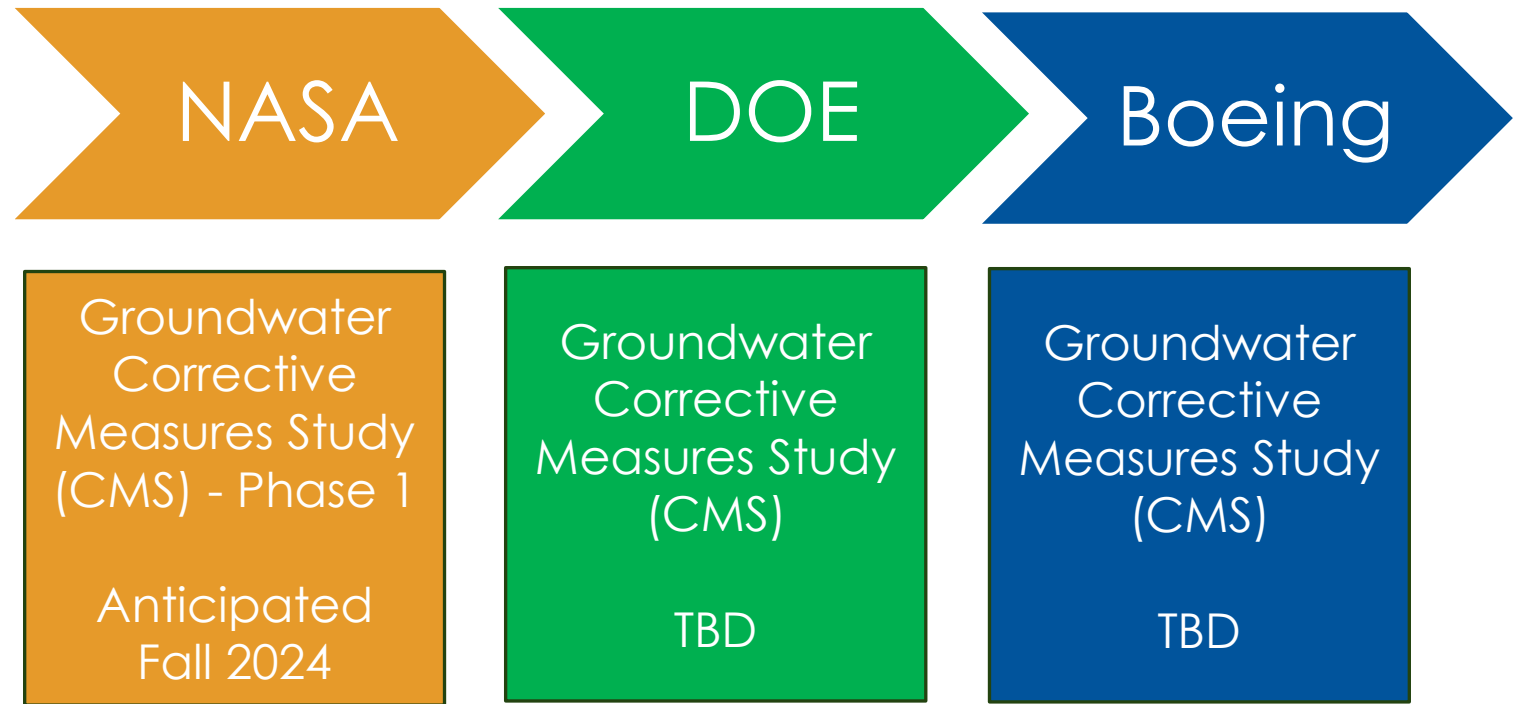 NASA
DOE
Boeing
Groundwater
Corrective
Measures Study
(CMS) - Phase 1
Anticipated
Fall 2024
Groundwater
Corrective
Measures Study
(CMS)
TBD
Groundwater
Corrective
Measures Study
(CMS)
TBD